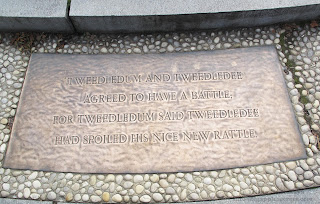 TWEEDLEDUM AND TWEEDLEDEE
AGREED TO HAVE A BATTLE;
FOR TWEEDLEDUM SAID TWEEDLEDEE
HAD SPOILED HIS NICE NEW RATTLE.